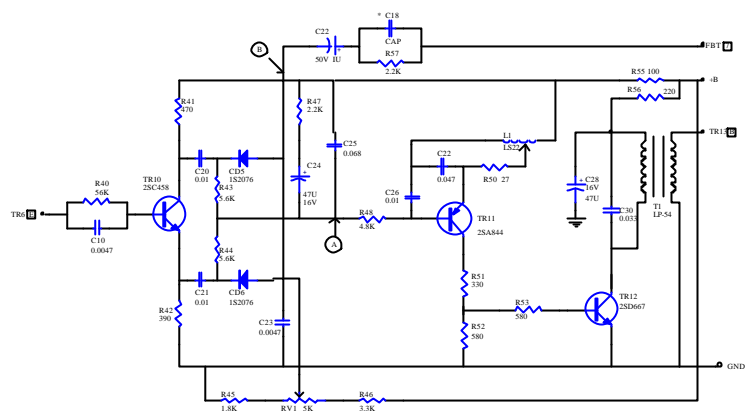 * C18
C22
CAP
50V 1U
R57
2.2K
B
FBT
R55 100
+B
R56
220
R41
470
R47
2.2K
C25
0.068
L1
LS22
TR13
C20
0.01
CD5
1S2076
C24
47U
16V
C22
0.047
R50 27
C28
16V
47U
TR10
2SC458
R40
56K
R43
5.6K
C26
0.01
C30
0.033
T1
LP-54
TR6
C10
0.0047
R48
4.8K
TR11
2SA844
A
R44
5.6K
R51
330
C21
0.01
CD6
1S2076
TR12
2SD667
R42
390
C23
0.0047
R53
580
R52
580
GND
R45
1.8K
RV1 5K
R46
3.3K